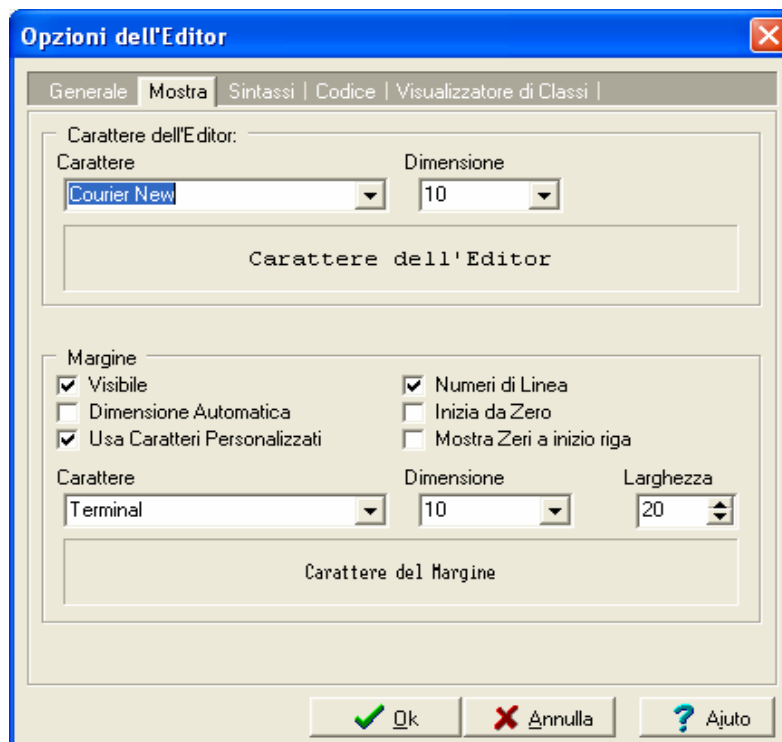 Opzioni dell'Editor
Generale Mostra Sintassi | Codice | Visualizzatore di Classi |
Carattere dell'Editor:
Carattere Dimensione
Courier New 10
Carattere dell'Editor
Margine
Visibile Numeri di Linea
Dimensione Automatica Inizia da Zero
Usa Caratteri Personalizzati Mostra Zeri a inizio riga
Carattere Dimensione Larghezza
Terminal 10 20
Carattere del Margine
Ok Annulla ? Aiuto